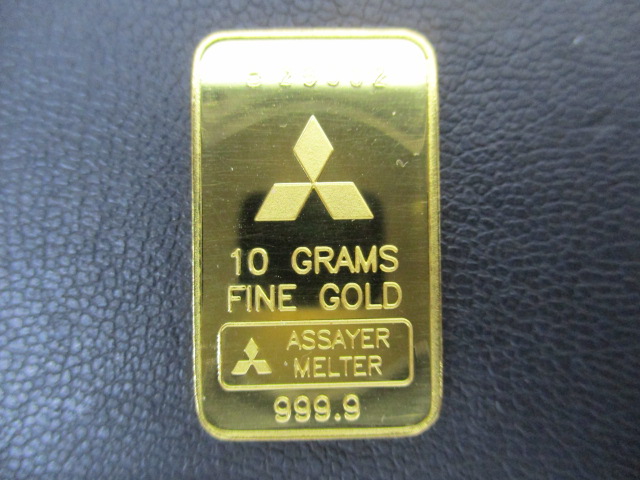 10 GRAMS
FINE GOLD
ASSAYER
MELTER
999.9